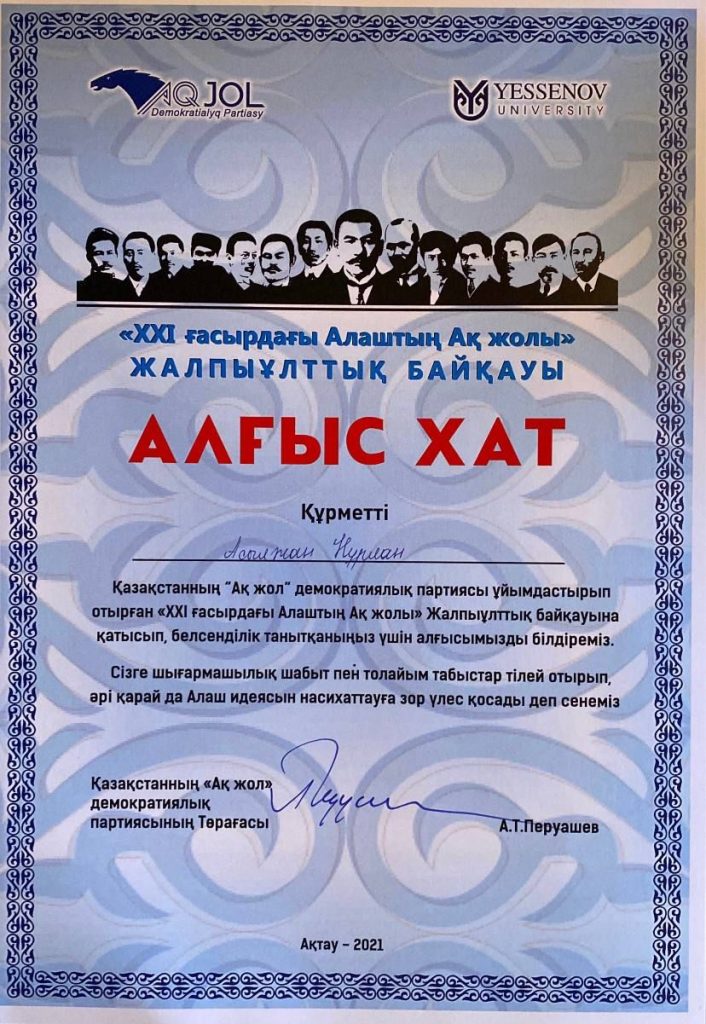 AQ JOL
Demokratialyq Partiasy
YESSENOV
UNIVERSITY
«XXI ғасырдағы Алаштың Ақ жолы»
ЖАЛПЫҰЛТТЫҚ БАЙҚАУЫ
АЛҒЫС ХАТ
Құрметті
Асылжан Нұрлан
Қазақстанның "Ақ жол" демократиялық партиясы ұйымдастырып
отырған «XXI ғасырдағы Алаштың Ақ жолы» Жалпыұлттық байқауына
қатысып, белсенділік танытқаныңыз үшін алғысымызды білдіреміз.
Сізге шығармашылық шабыт пен толайым табыстар тілей отырып,
әрі қарай да Алаш идеясын насихаттауға зор үлес қосады деп сенеміз
Қазақстанның «Ақ жол»
демократиялық
партиясының Төрағасы
А.Т.Перуашев
Ақтау – 2021